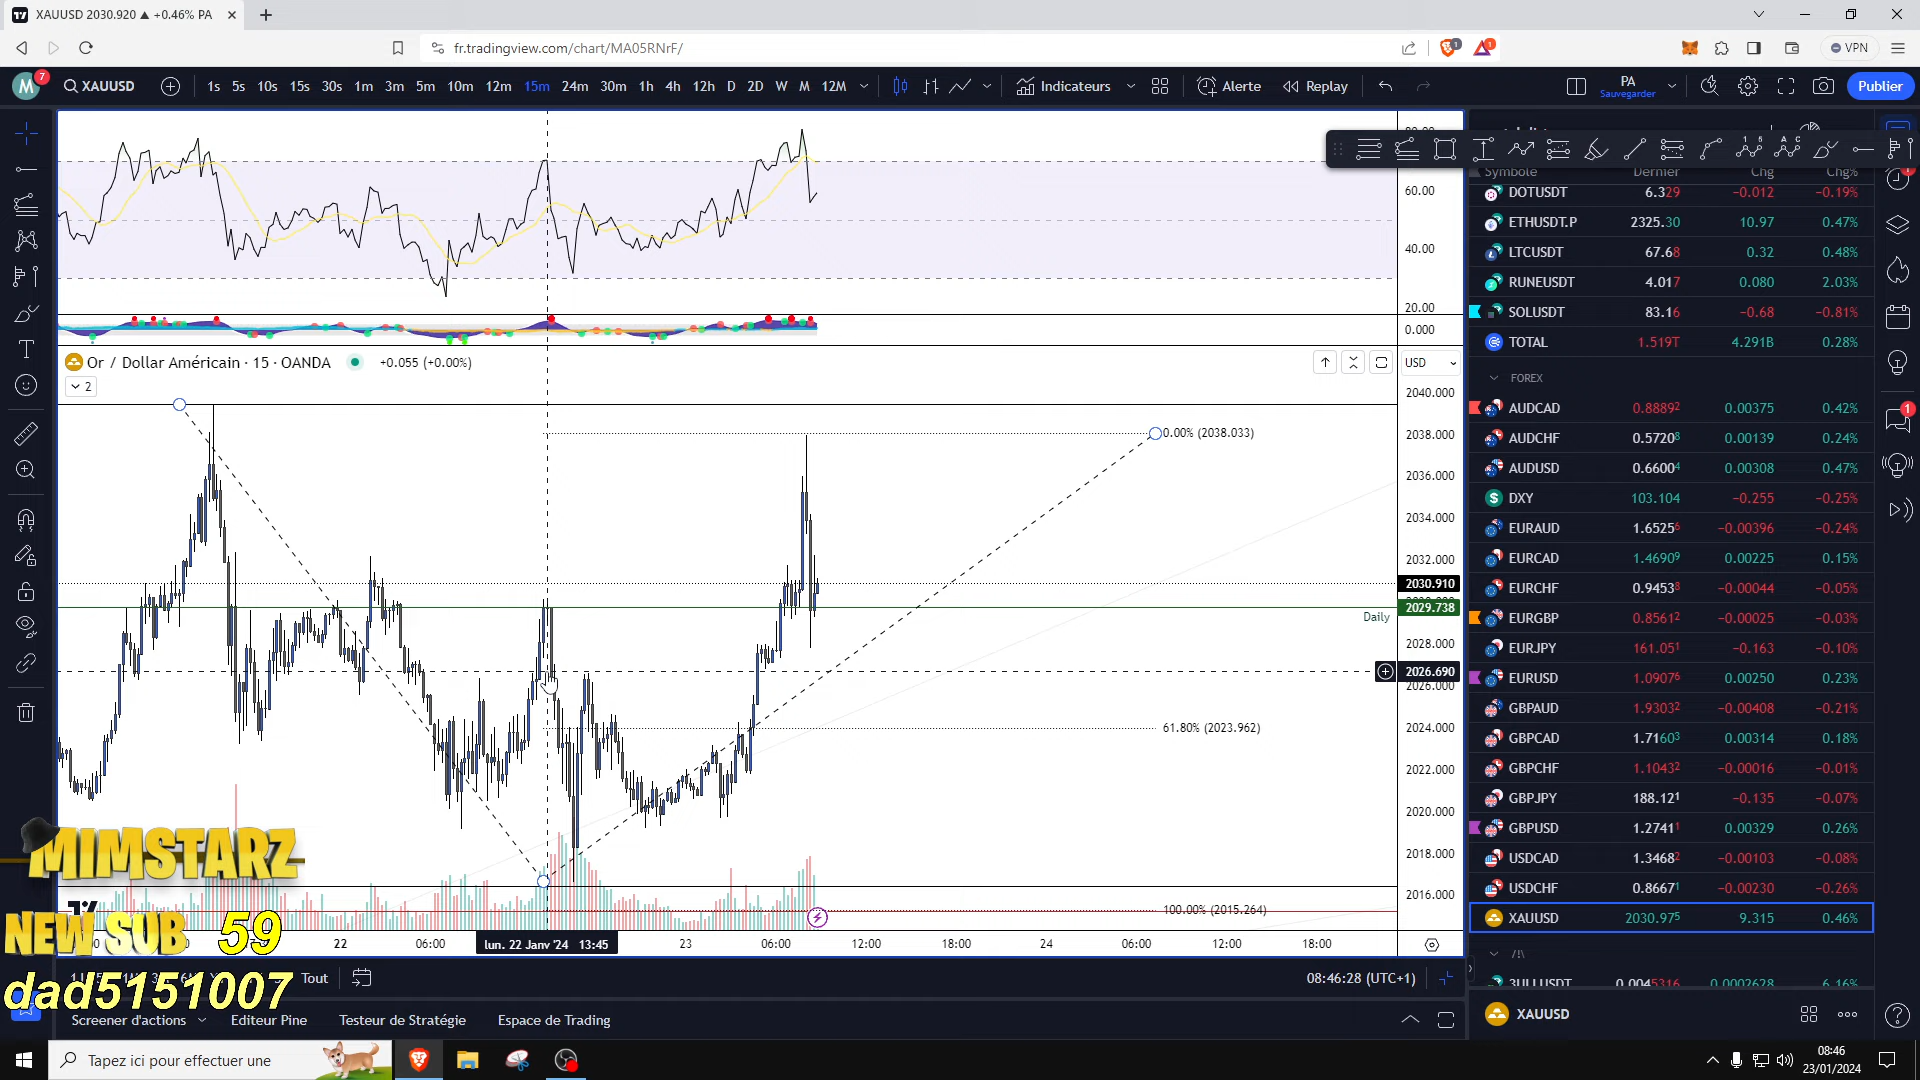 XAUUSD 2030.920 ▲ +0.46% PA
fr.tradingview.com/chart/MA05RNrF/
VPN
M 7
XAUUSD
1s 5s 10s 15s 30s 1m 3m 5m 10m 12m 15m 24m 30m 1h 4h 12h D 2D W M 12M
Indicateurs
Alerte
Replay
PA
Sauvegarder
Publier
60.00
40.00
20.00
0.000
Or / Dollar Américain · 15 · OANDA
+0.055 (+0.00%)
USD
2
2040.000
2038.000
2036.000
2034.000
2032.000
2030.910
2029.738
Daily
2028.000
2026.690
2026.000
2024.000
2022.000
2020.000
2018.000
2016.000
0.00% (2038.033)
61.80% (2023.962)
100.00% (2015.264)
22 06:00 lun. 22 Janv '24 13:45 23 06:00 12:00 18:00 24 06:00 12:00 18:00
Tout
08:46:28 (UTC+1)
Screener d'actions
Editeur Pine
Testeur de Stratégie
Espace de Trading
Symbole Dernier Chg Chg%
DOTUSDT 6.329 −0.012 −0.19%
ETHUSDT.P 2325.30 10.97 0.47%
LTCUSDT 67.68 0.32 0.48%
RUNEUSDT 4.017 0.080 2.03%
SOLUSDT 83.16 −0.68 −0.81%
TOTAL 1.519T 4.291B 0.28%
FOREX
AUDCAD 0.8889² 0.00375 0.42%
AUDCHF 0.5720⁸ 0.00139 0.24%
AUDUSD 0.6600⁴ 0.00308 0.47%
DXY 103.104 −0.255 −0.25%
EURAUD 1.6525⁶ −0.00396 −0.24%
EURCAD 1.4690⁹ 0.00225 0.15%
EURCHF 0.9453⁸ −0.00044 −0.05%
EURGBP 0.8561² −0.00025 −0.03%
EURJPY 161.05¹ −0.163 −0.10%
EURUSD 1.0907⁶ 0.00250 0.23%
GBPAUD 1.9303² −0.00408 −0.21%
GBPCAD 1.7160³ 0.00314 0.18%
GBPCHF 1.1043² −0.00016 −0.01%
GBPJPY 188.12¹ −0.135 −0.07%
GBPUSD 1.2741¹ 0.00329 0.26%
USDCAD 1.3468² −0.00103 −0.08%
USDCHF 0.8667¹ −0.00230 −0.26%
XAUUSD 2030.97⁵ 9.315 0.46%
/!\
3ULLUSDT 0.0045316 0.0002628 6.16%
XAUUSD
MIMSTARZ
NEW SUB 59
dad5151007
Tapez ici pour effectuer une
08:46
23/01/2024